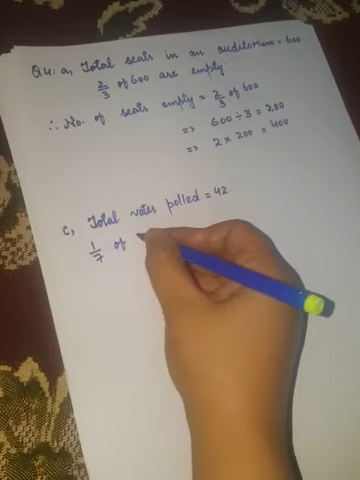 Q4: a, Total seats in an auditorium = 600
2/3 of 600 are empty
∴ No. of seats empty = 2/3 of 600
=> 600 ÷ 3 = 200
=> 2 × 200 = 400
c, Total votes polled = 42.
1/7 of